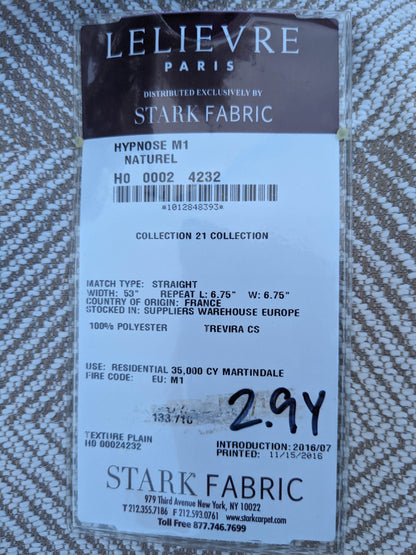 LELIEVRE
PARIS
DISTRIBUTED EXCLUSIVELY BY
STARK FABRIC
HYPNOSE M1
NATUREL
HO 0002 4232
*1012848393*
COLLECTION 21 COLLECTION
MATCH TYPE: STRAIGHT
WIDTH: 53" REPEAT L: 6.75" W: 6.75"
COUNTRY OF ORIGIN: FRANCE
STOCKED IN: SUPPLIERS WAREHOUSE EUROPE
100% POLYESTER TREVIRA CS
USE: RESIDENTIAL 35,000 CY MARTINDALE
FIRE CODE: EU: M1
2.9Y
TEXTURE PLAIN
HO 00024232
INTRODUCTION: 2016/07
PRINTED: 11/15/2016
STARK FABRIC
979 Third Avenue New York, NY 10022
T 212.355.7186 F 212.593.0761 www.starkcarpet.com
Toll Free 877.746.7699